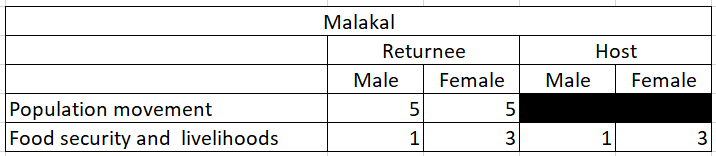 Malakal
Returnee Host
Male Female Male Female
Population movement 5 5
Food security and livelihoods 1 3 1 3